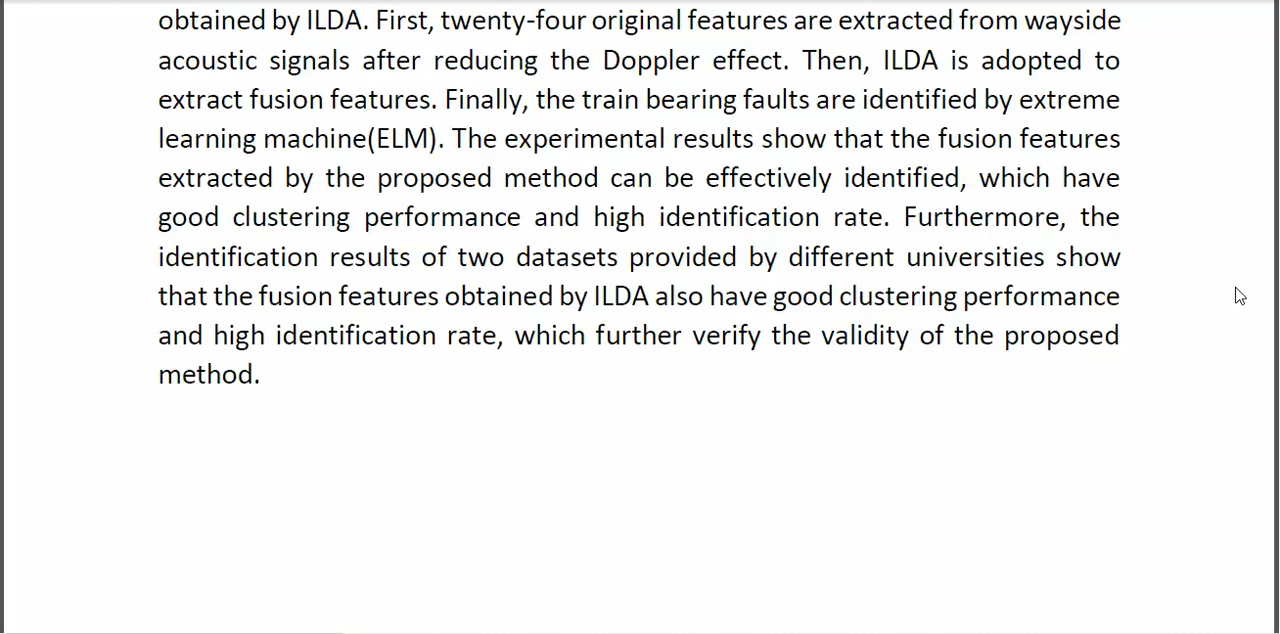 obtained by ILDA. First, twenty-four original features are extracted from wayside
acoustic signals after reducing the Doppler effect. Then, ILDA is adopted to
extract fusion features. Finally, the train bearing faults are identified by extreme
learning machine(ELM). The experimental results show that the fusion features
extracted by the proposed method can be effectively identified, which have
good clustering performance and high identification rate. Furthermore, the
identification results of two datasets provided by different universities show
that the fusion features obtained by ILDA also have good clustering performance
and high identification rate, which further verify the validity of the proposed
method.